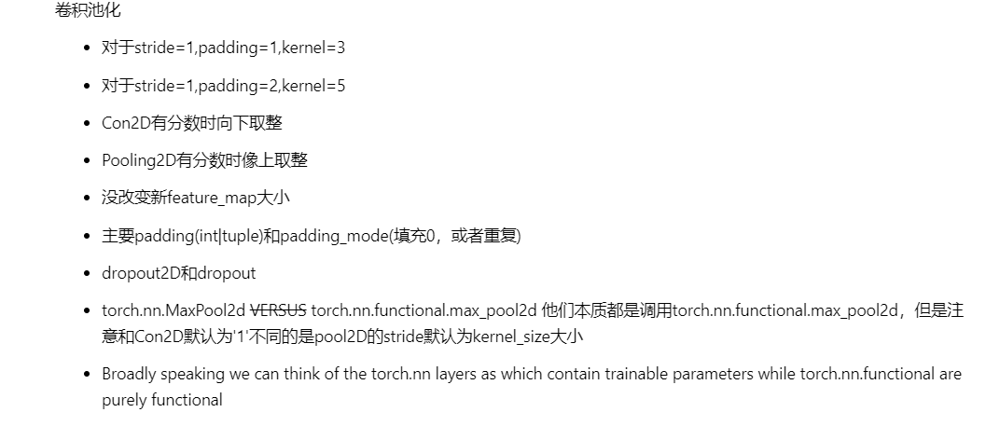 卷积池化
对于stride=1,padding=1,kernel=3
对于stride=1,padding=2,kernel=5
Con2D有分数时向下取整
Pooling2D有分数时像上取整
没改变新feature_map大小
主要padding(int|tuple)和padding_mode(填充0，或者重复)
dropout2D和dropout
torch.nn.MaxPool2d VERSUS torch.nn.functional.max_pool2d 他们本质都是调用torch.nn.functional.max_pool2d，但是注
意和Con2D默认为'1'不同的是pool2D的stride默认为kernel_size大小
Broadly speaking we can think of the torch.nn layers as which contain trainable parameters while torch.nn.functional are
purely functional